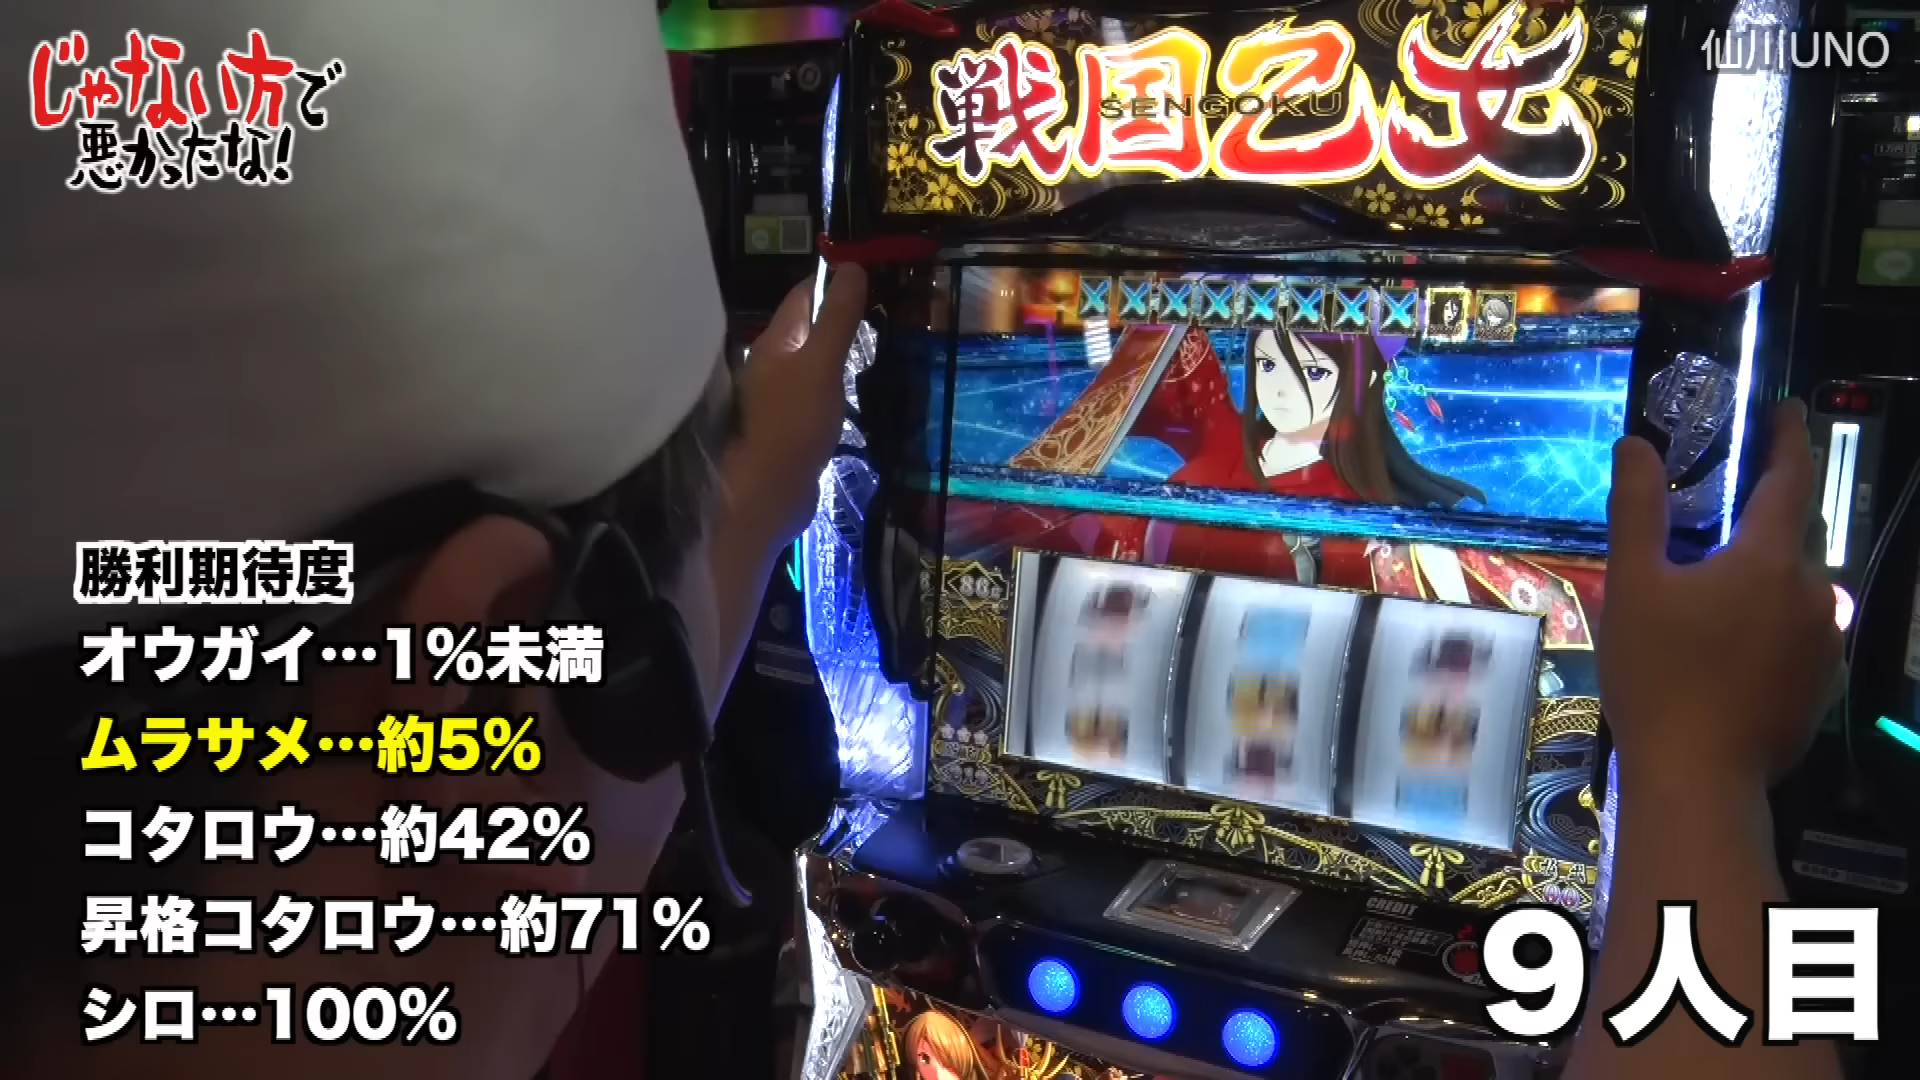 じゃない方で
悪かったな!
仙川UNO
戦国乙女
SENGOKU
勝利期待度
オウガイ…1%未満
ムラサメ…約5%
コタロウ…約42%
昇格コタロウ…約71%
シロ…100%
CREDIT
9人目